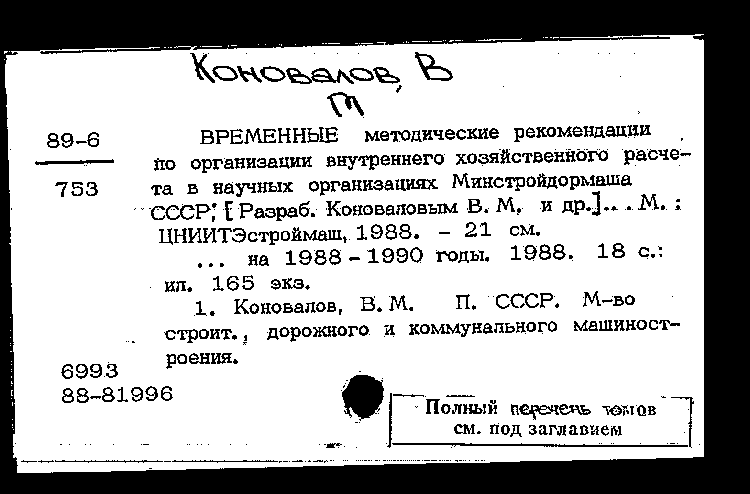 Коновалов, В
М
89-6
753
ВРЕМЕННЫЕ методические рекомендации
по организации внутреннего хозяйственного расче-
та в научных организациях Минстройдормаша
СССР; [Разраб. Коноваловым В. М. и др.]... М. :
ЦНИИТЭстроймаш, 1988. - 21 см.
... на 1988-1990 годы. 1988. 18 с.:
ил. 165 экз.
1. Коновалов, В. М. П. СССР. М-во
строит., дорожного и коммунального машиност-
роения.
6993
88-81996
Полный перечень томов
см. под заглавием